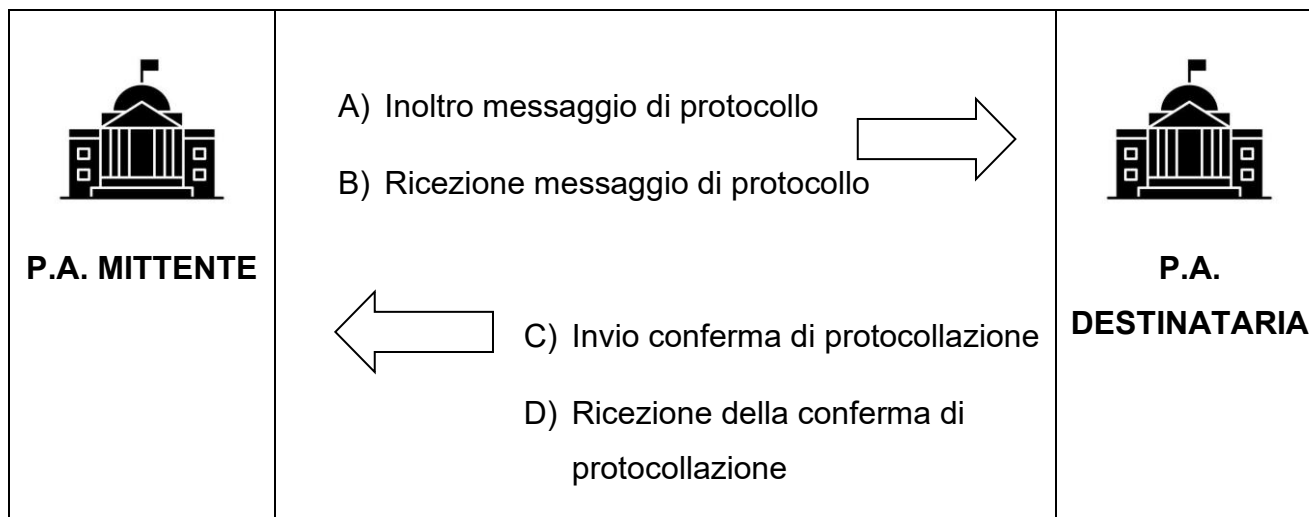 A) Inoltro messaggio di protocollo
B) Ricezione messaggio di protocollo
P.A. MITTENTE
P.A.
DESTINATARIA
C) Invio conferma di protocollazione
D) Ricezione della conferma di
protocollazione